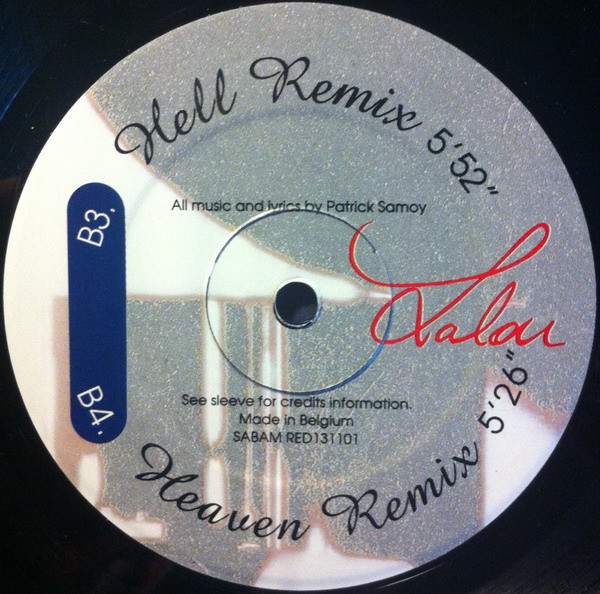 Hell Remix 5'52"
B3.
All music and lyrics by Patrick Samoy
Lalou
See sleeve for credits information.
Made in Belgium
SABAM RED131101
B4.
Heaven Remix 5'26"